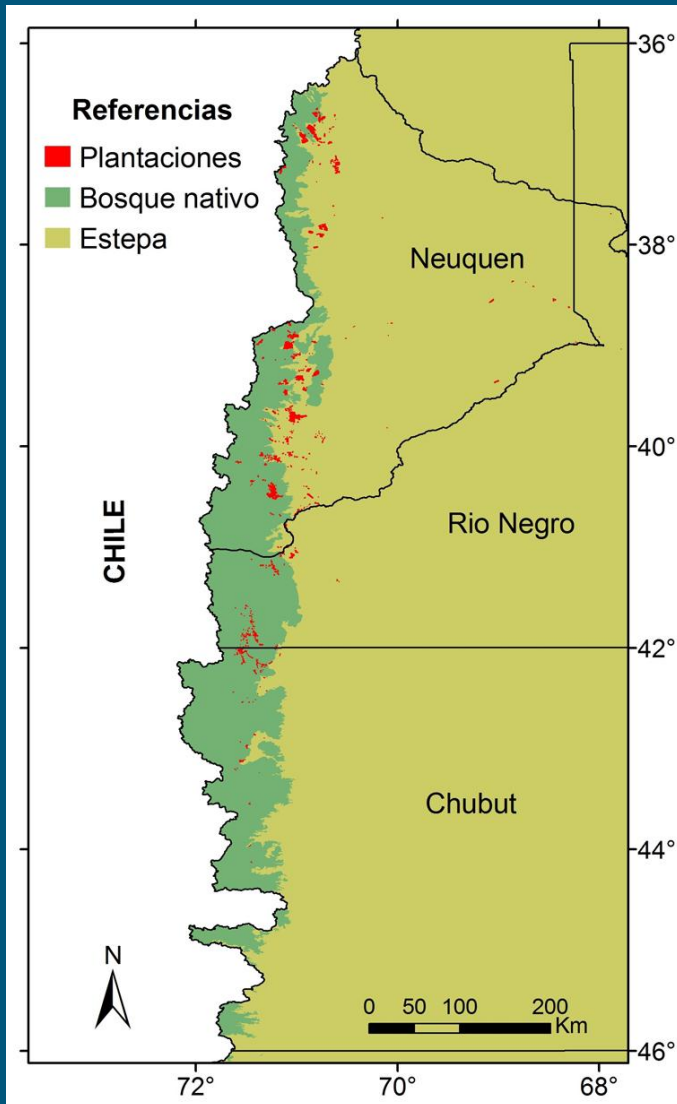 Referencias
Plantaciones
Bosque nativo
Estepa
Neuquen
Rio Negro
Chubut
CHILE
N
0 50 100 200
Km
36°
38°
40°
42°
44°
46°
72° 70° 68°